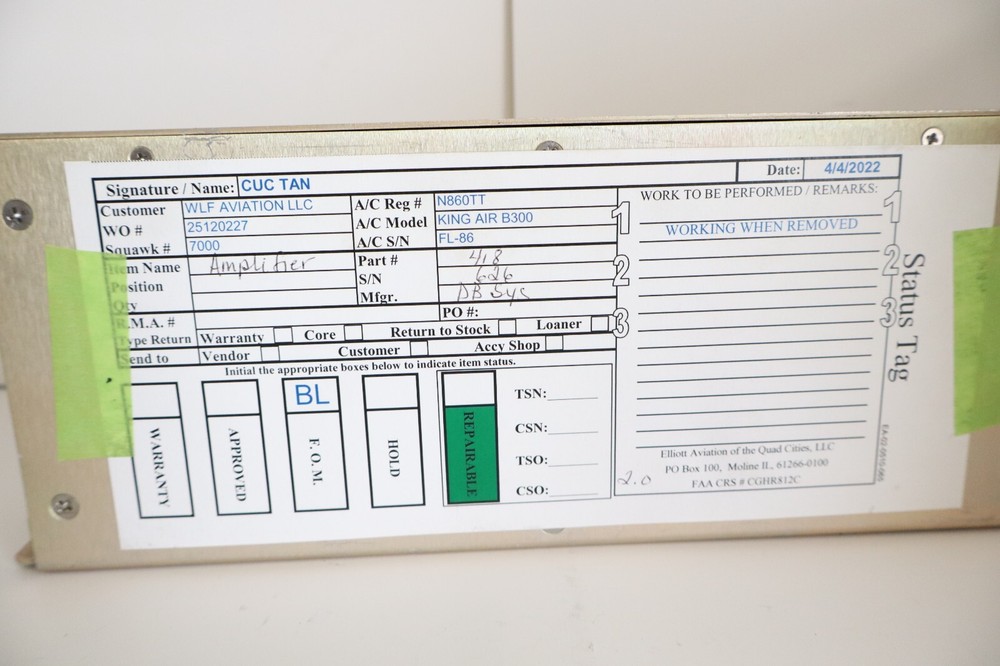 Signature / Name: CUC TAN Date: 4/4/2022
Customer WLF AVIATION LLC A/C Reg # N860TT
WO # 25120227 A/C Model KING AIR B300
Squawk # 7000 A/C S/N FL-86
Item Name Amplifier Part # 418
Position S/N 626
Qty Mfgr. DB Sys
PO #:
R.M.A. #
Type Return Warranty Core Return to Stock Loaner
Send to Vendor Customer Accy Shop
Initial the appropriate boxes below to indicate item status.
WARRANTY
APPROVED
BL
F.O.M.
HOLD
REPAIRABLE
TSN:
CSN:
TSO:
CSO:
1
2
3
WORK TO BE PERFORMED / REMARKS:
WORKING WHEN REMOVED
2.0
Elliott Aviation of the Quad Cities, LLC
PO Box 100, Moline IL, 61266-0100
FAA CRS # CGHR812C
1
2
3
Status Tag